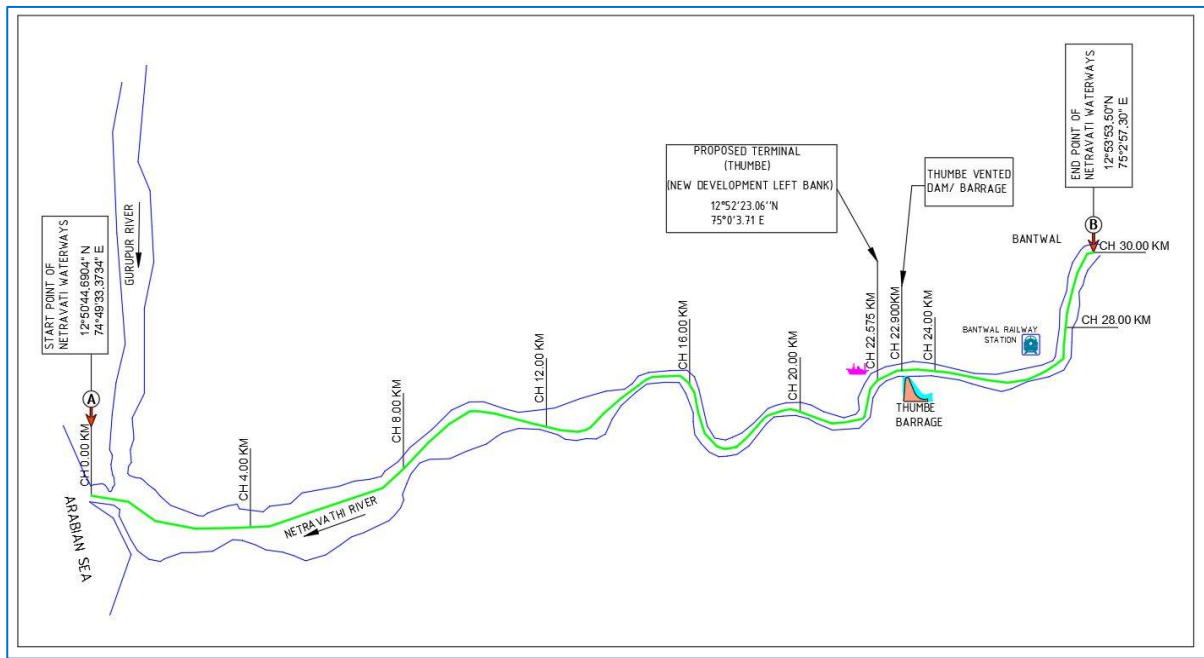 START POINT OF
NETRAVATI WATERWAYS
12°50'44.6904" N
74°49'33.3734" E
A
CH 0.00 KM
ARABIAN SEA
GURUPUR RIVER
CH 4.00 KM
NETRAVATHI RIVER
CH 8.00 KM
CH 12.00 KM
CH 16.00 KM
CH 20.00 KM
PROPOSED TERMINAL
(THUMBE)
(NEW DEVELOPMENT LEFT BANK)
12°52'23.06''N
75°0'3.71 E
CH 22.575 KM
THUMBE VENTED
DAM/ BARRAGE
CH 22.900KM
CH 24.00 KM
THUMBE
BARRAGE
BANTWAL RAILWAY
STATION
CH 28.00 KM
BANTWAL
CH 30.00 KM
B
END POINT OF
NETRAVATI WATERWAYS
12°53'53.50"N
75°2'57.30" E